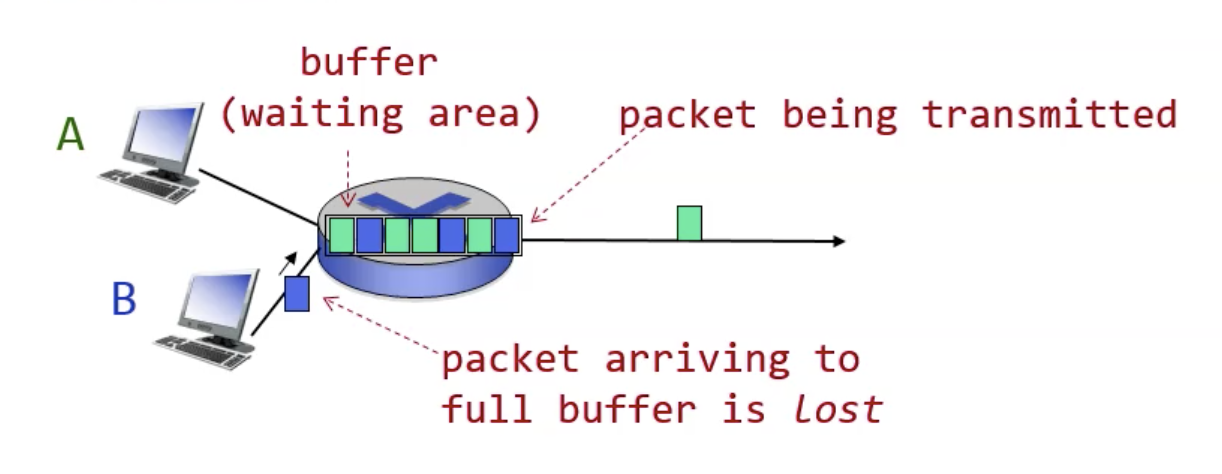 buffer
(waiting area)
packet being transmitted
A
B
packet arriving to
full buffer is lost